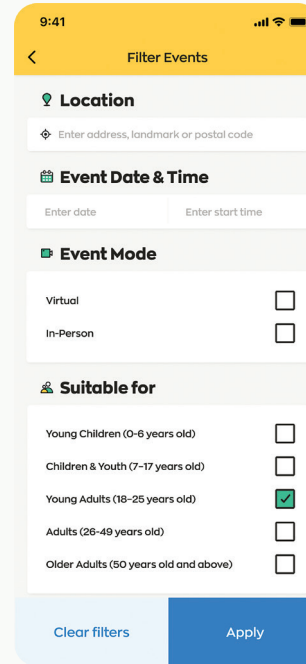 9:41
Filter Events
Location
Enter address, landmark or postal code
Event Date & Time
Enter date Enter start time
Event Mode
Virtual
In-Person
Suitable for
Young Children (0-6 years old)
Children & Youth (7-17 years old)
Young Adults (18-25 years old)
Adults (26-49 years old)
Older Adults (50 years old and above)
Clear filters Apply